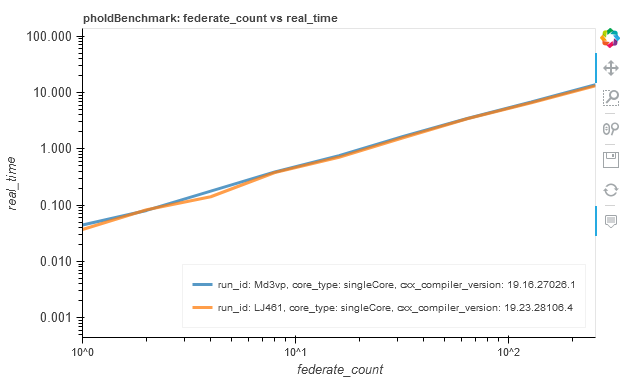 pholdBenchmark: federate_count vs real_time
100.000
10.000
1.000
0.100
0.010
0.001
real_time
run_id: Md3vp, core_type: singleCore, cxx_compiler_version: 19.16.27026.1
run_id: LJ461, core_type: singleCore, cxx_compiler_version: 19.23.28106.4
10^0
10^1
10^2
federate_count